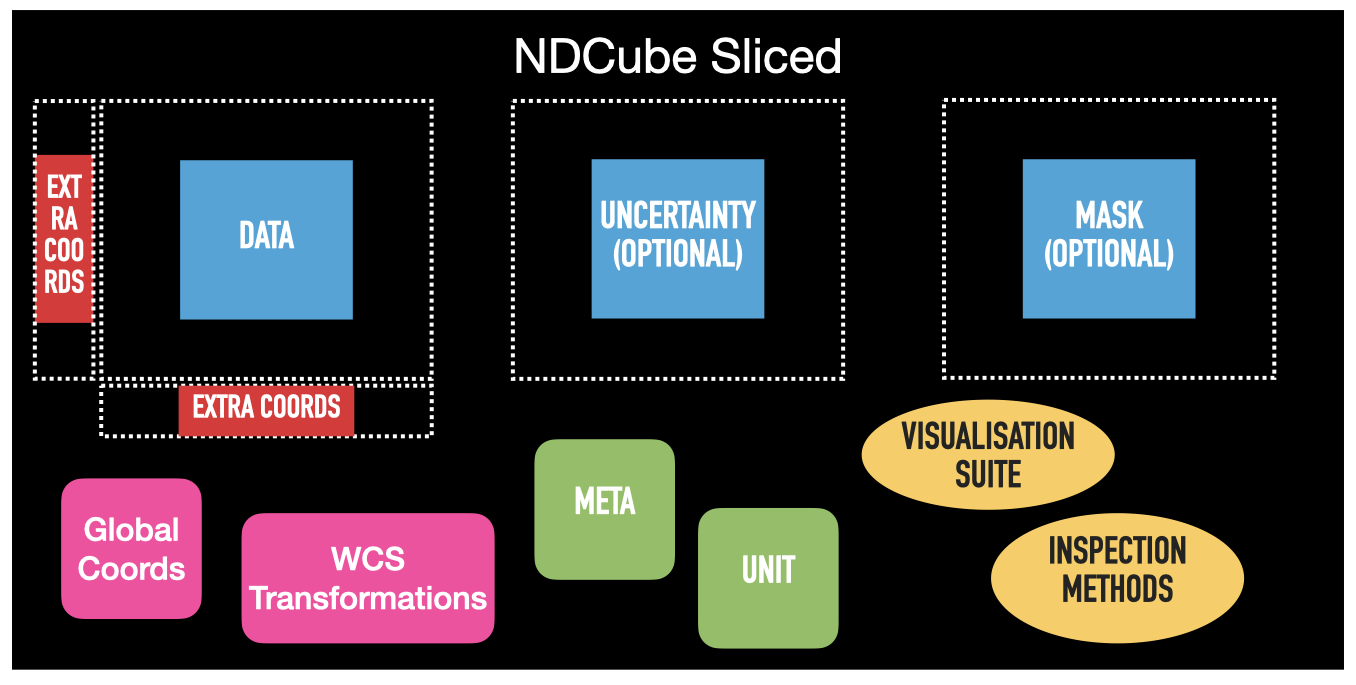 NDCube Sliced
EXT
RA
COO
RDS
DATA
UNCERTAINTY
(OPTIONAL)
MASK
(OPTIONAL)
EXTRA COORDS
VISUALISATION
SUITE
META
Global
Coords
WCS
Transformations
UNIT
INSPECTION
METHODS